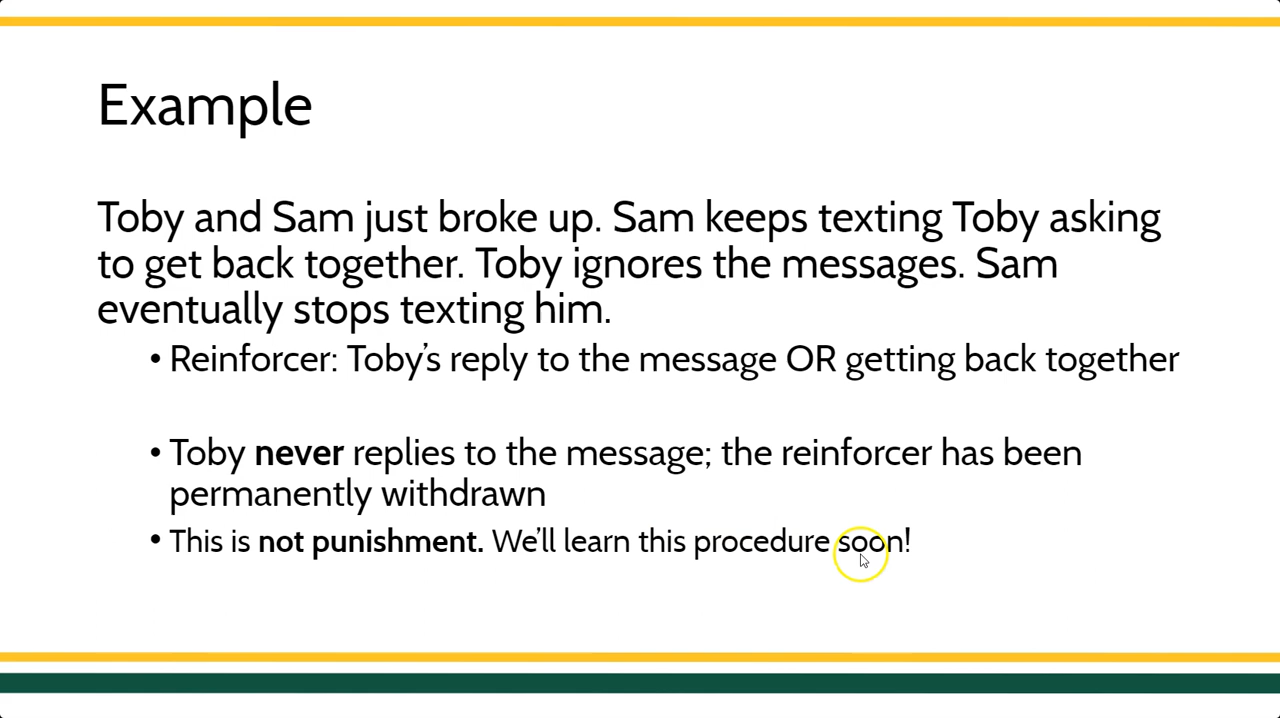 Example
Toby and Sam just broke up. Sam keeps texting Toby asking
to get back together. Toby ignores the messages. Sam
eventually stops texting him.
• Reinforcer: Toby’s reply to the message OR getting back together
• Toby never replies to the message; the reinforcer has been
permanently withdrawn
• This is not punishment. We’ll learn this procedure soon!